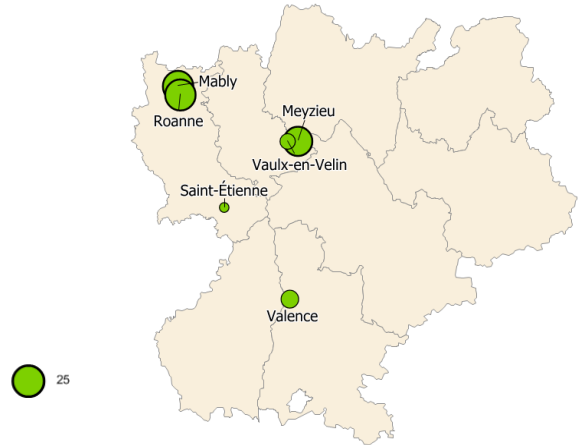 Mably
Roanne
Meyzieu
Vaulx-en-Velin
Saint-Étienne
Valence
25